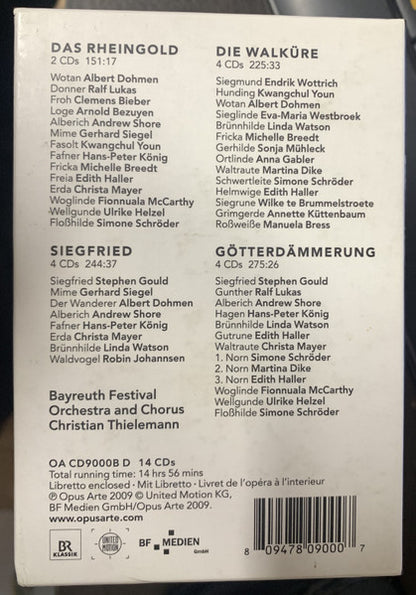 DAS RHEINGOLD
2 CDs 151:17
Wotan Albert Dohmen
Donner Ralf Lukas
Froh Clemens Bieber
Loge Arnold Bezuyen
Alberich Andrew Shore
Mime Gerhard Siegel
Fasolt Kwangchul Youn
Fafner Hans-Peter König
Fricka Michelle Breedt
Freia Edith Haller
Erda Christa Mayer
Woglinde Fionnuala McCarthy
Wellgunde Ulrike Helzel
Floßhilde Simone Schröder
DIE WALKÜRE
4 CDs 225:33
Siegmund Endrik Wottrich
Hunding Kwangchul Youn
Wotan Albert Dohmen
Sieglinde Eva-Maria Westbroek
Brünnhilde Linda Watson
Fricka Michelle Breedt
Gerhilde Sonja Mühleck
Ortlinde Anna Gabler
Waltraute Martina Dike
Schwertleite Simone Schröder
Helmwige Edith Haller
Siegrune Wilke te Brummelstroete
Grimgerde Annette Küttenbaum
Roßweiße Manuela Bress
SIEGFRIED
4 CDs 244:37
Siegfried Stephen Gould
Mime Gerhard Siegel
Der Wanderer Albert Dohmen
Alberich Andrew Shore
Fafner Hans-Peter König
Erda Christa Mayer
Brünnhilde Linda Watson
Waldvogel Robin Johannsen
GÖTTERDÄMMERUNG
4 CDs 275:26
Siegfried Stephen Gould
Gunther Ralf Lukas
Alberich Andrew Shore
Hagen Hans-Peter König
Brünnhilde Linda Watson
Gutrune Edith Haller
Waltraute Christa Mayer
1. Norn Simone Schröder
2. Norn Martina Dike
3. Norn Edith Haller
Woglinde Fionnuala McCarthy
Wellgunde Ulrike Helzel
Floßhilde Simone Schröder
Bayreuth Festival
Orchestra and Chorus
Christian Thielemann
OA CD9000B D 14 CDs
Total running time: 14 hrs 56 mins
Libretto enclosed · Mit Libretto · Livret de l'opéra à l'interieur
℗ Opus Arte 2009 © United Motion KG,
BF Medien GmbH/Opus Arte 2009.
www.opusarte.com
BR
KLASSIK
UNITED
MOTION
BF MEDIEN
GmbH
8 09478 09000 7